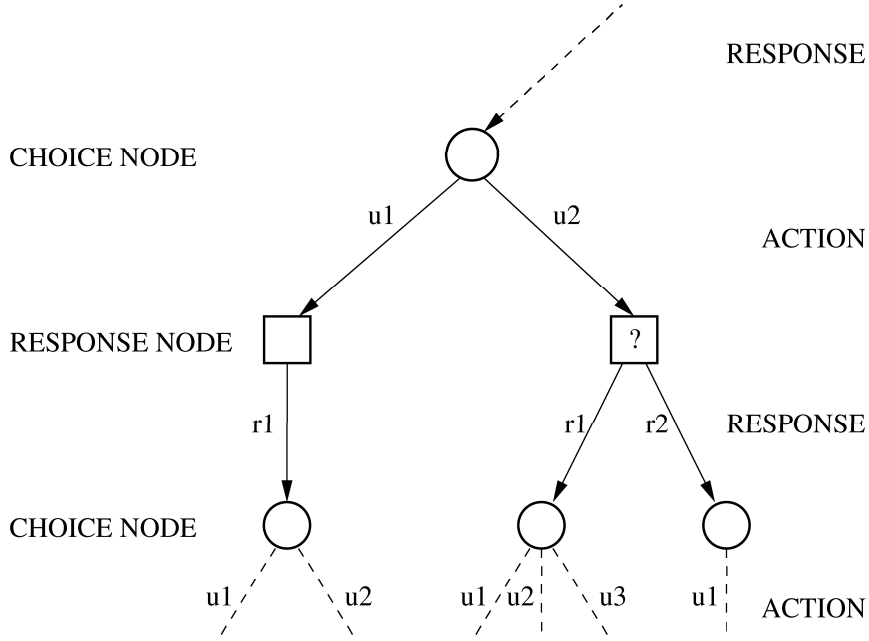 RESPONSE
CHOICE NODE
u1 u2
ACTION
RESPONSE NODE ?
r1 r1 r2 RESPONSE
CHOICE NODE
u1 u2 u1 u2 u3 u1 ACTION